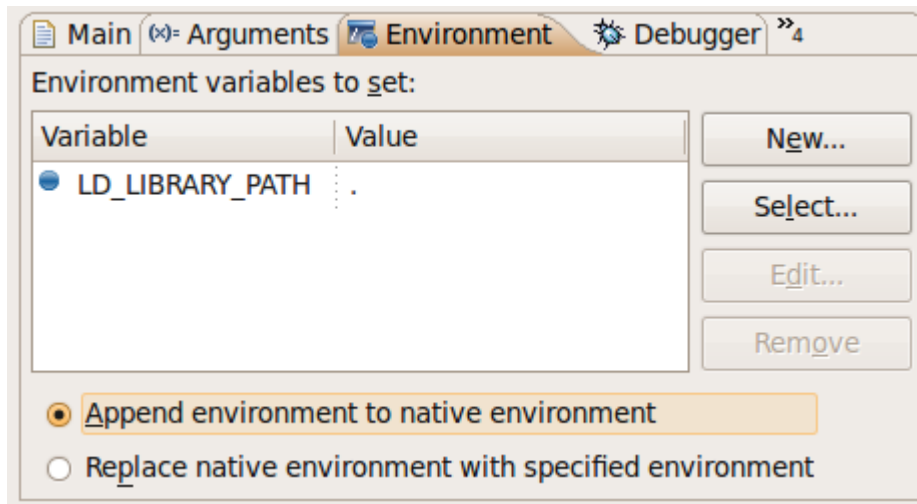 Main (x)= Arguments Environment Debugger »4
Environment variables to set:
Variable Value
New...
LD_LIBRARY_PATH .
Select...
Edit...
Remove
Append environment to native environment
Replace native environment with specified environment